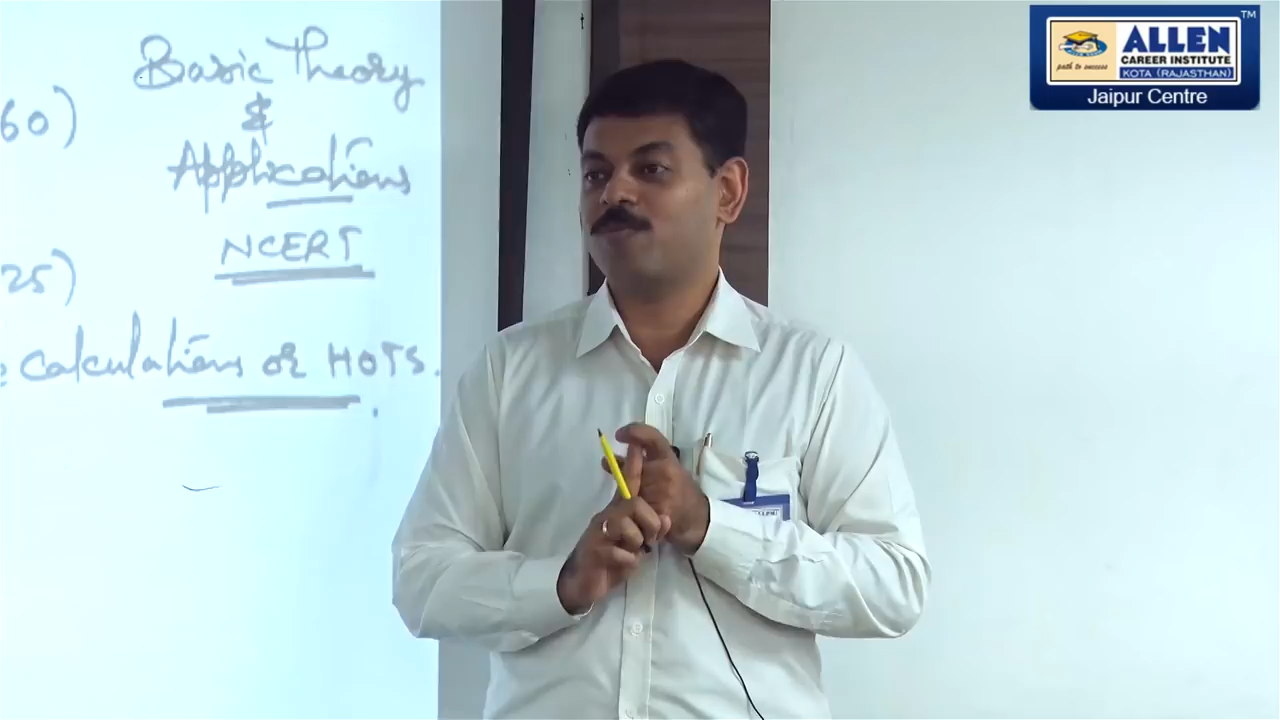 Basic Theory
60)
&
Applications
NCERT
25)
calculations or HOTS.
ALLEN
TM
CAREER INSTITUTE
path to success
KOTA (RAJASTHAN)
Jaipur Centre